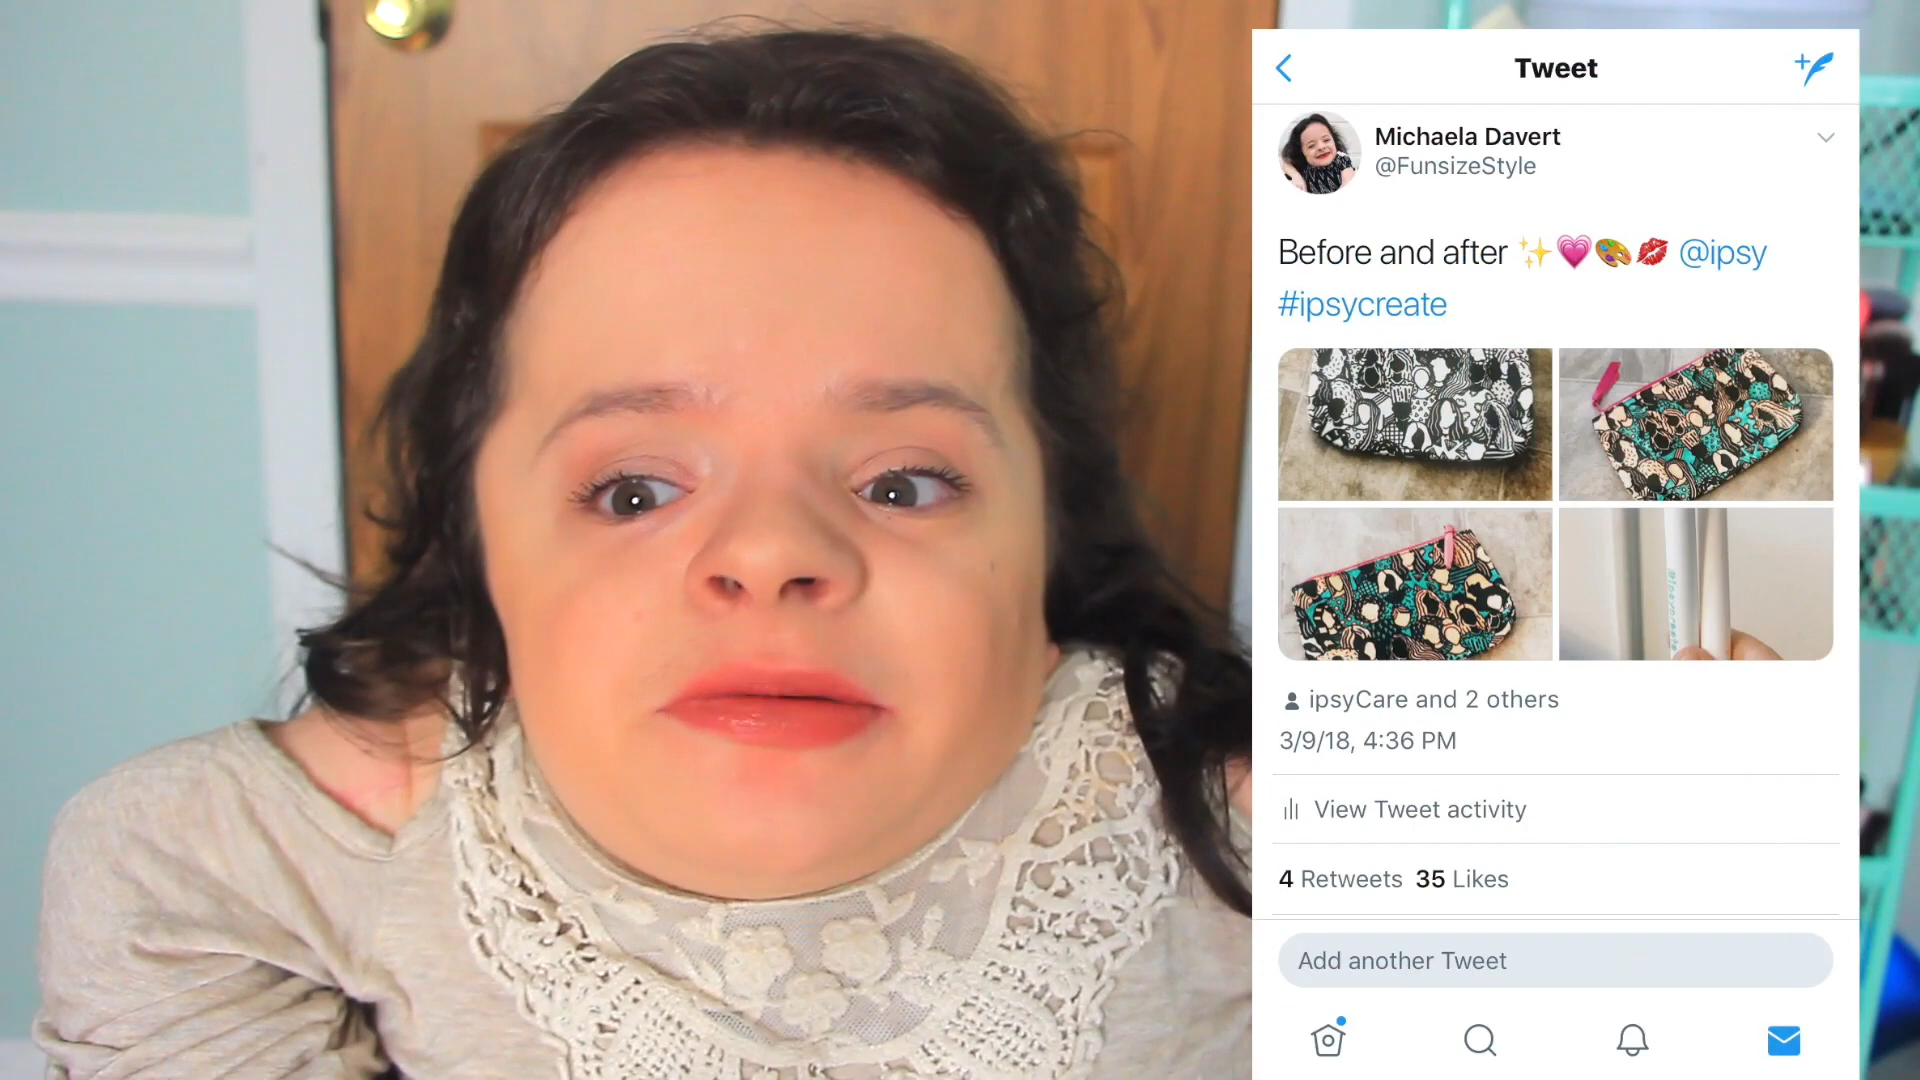 Tweet
Michaela Davert
@FunsizeStyle
Before and after ✨💗🎨💋 @ipsy
#ipsycreate
#ipsycreate
ipsyCare and 2 others
3/9/18, 4:36 PM
View Tweet activity
4 Retweets 35 Likes
Add another Tweet